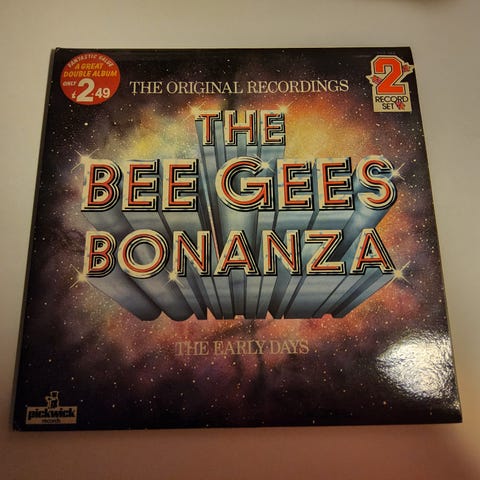 FANTASTIC VALUE
A GREAT
DOUBLE ALBUM
ONLY
£2.49
2
RECORD
SET
THE ORIGINAL RECORDINGS
THE
BEE GEES
BONANZA
THE EARLY DAYS
pickwick
records